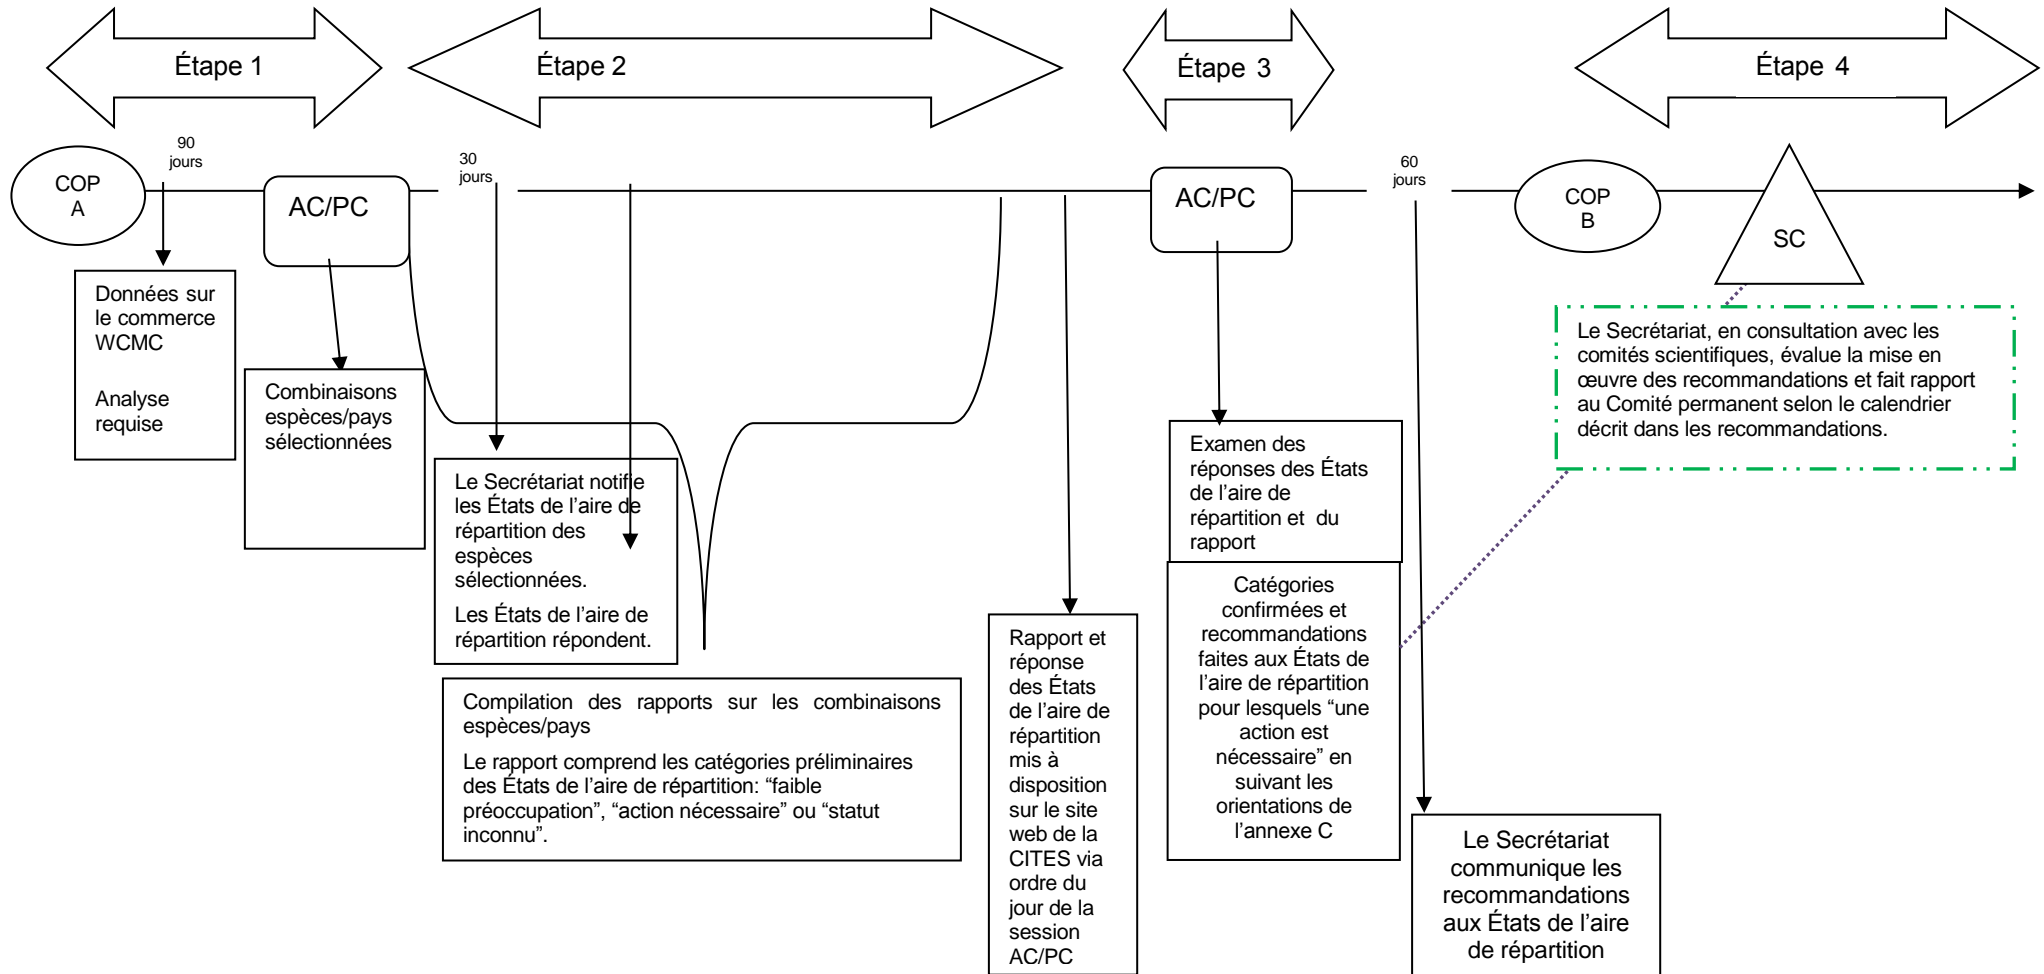 Étape 1
Étape 2
Étape 3
Étape 4
90
jours
30
jours
60
jours
COP
A
AC/PC
AC/PC
COP
B
SC
Données sur
le commerce
WCMC
Analyse
requise
Combinaisons
espèces/pays
sélectionnées
Le Secrétariat notifie
les États de l’aire de
répartition des
espèces
sélectionnées.
Les États de l’aire de
répartition répondent.
Compilation des rapports sur les combinaisons
espèces/pays
Le rapport comprend les catégories préliminaires
des États de l’aire de répartition: “faible
préoccupation”, “action nécessaire” ou “statut
inconnu”.
Rapport et
réponse
des États
de l’aire de
répartition
mis à
disposition
sur le site
web de la
CITES via
ordre du
jour de la
session
AC/PC
Examen des
réponses des États
de l’aire de
répartition et du
rapport
Catégories
confirmées et
recommandations
faites aux États de
l’aire de répartition
pour lesquels “une
action est
nécessaire” en
suivant les
orientations de
l’annexe C
Le Secrétariat
communique les
recommandations
aux États de l’aire
de répartition
Le Secrétariat, en consultation avec les
comités scientifiques, évalue la mise en
œuvre des recommandations et fait rapport
au Comité permanent selon le calendrier
décrit dans les recommandations.